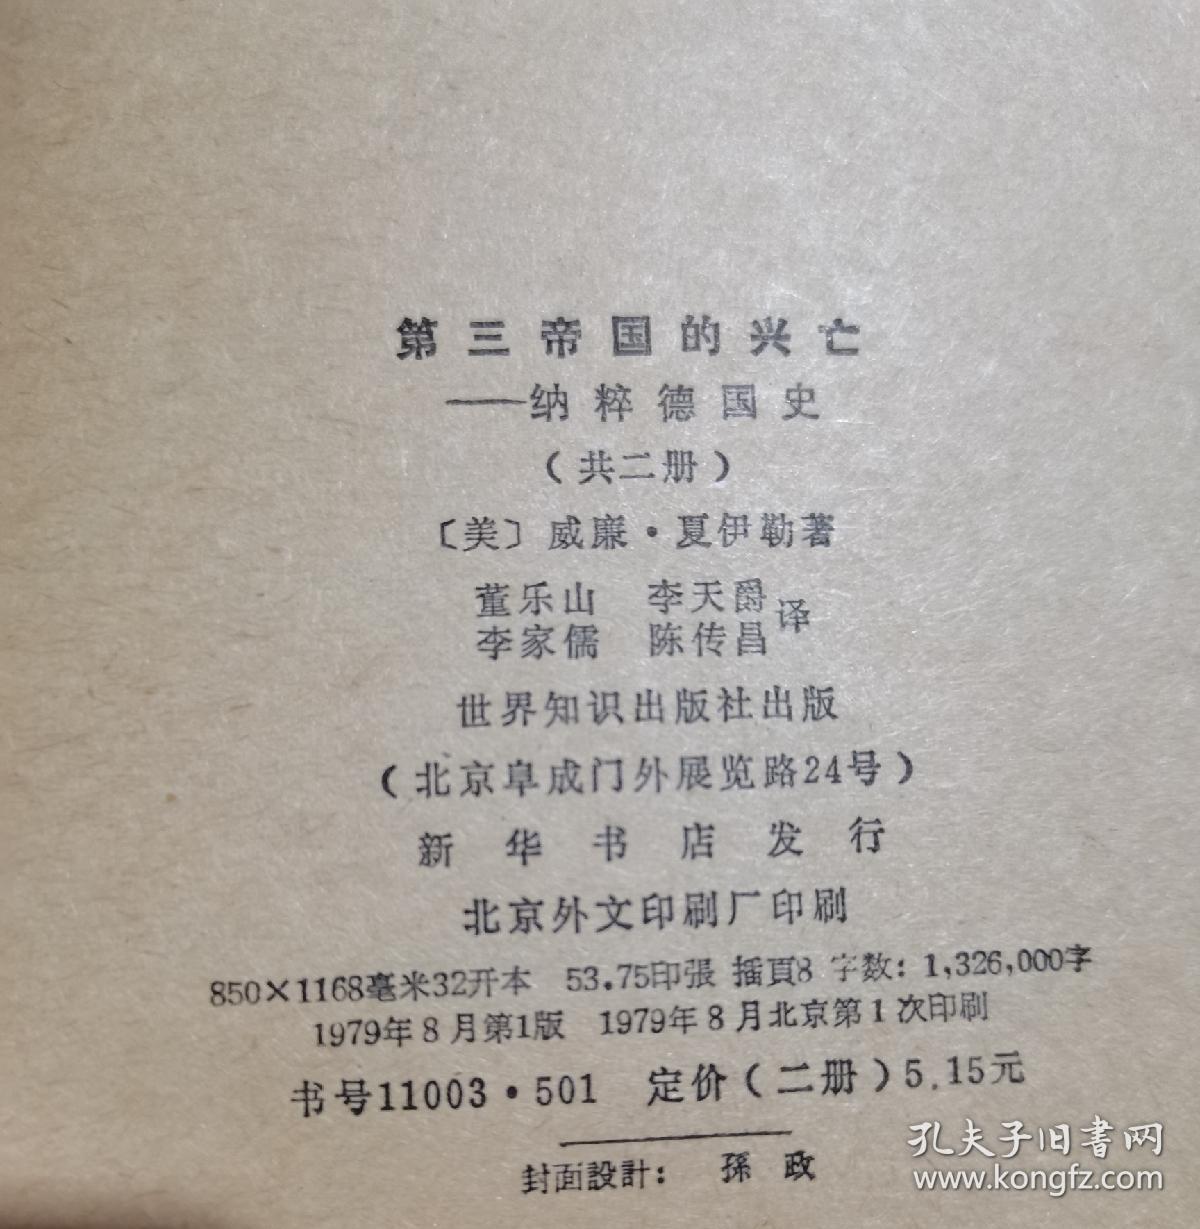 第三帝国的兴亡
——纳粹德国史
（共二册）
〔美〕威廉·夏伊勒著
董乐山 李天爵
李家儒 陈传昌 译
世界知识出版社出版
（北京阜成门外展览路24号）
新华书店发行
北京外文印刷厂印刷
850×1168毫米32开本 53.75印張 插頁8 字数：1,326,000字
1979年8月第1版 1979年8月北京第1次印刷
书号11003·501 定价（二册）5.15元
封面設計： 孫政
孔夫子旧书网
www.kongfz.com